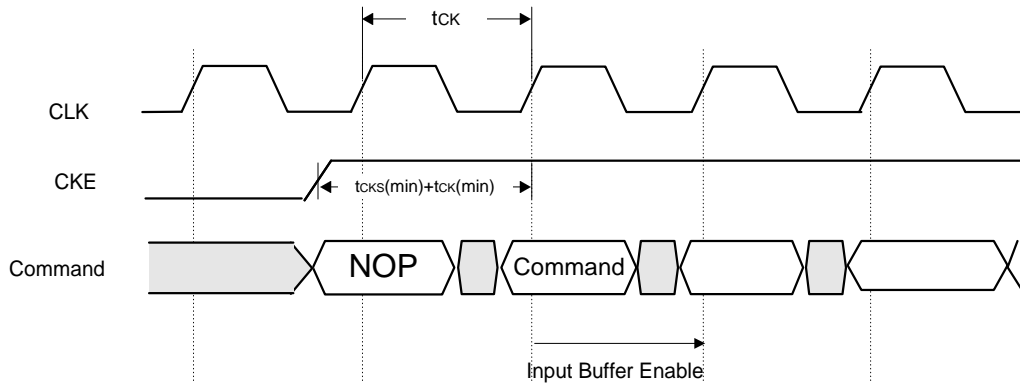 tCK
CLK
CKE
tCKS(min)+tCK(min)
Command
NOP
Command
Input Buffer Enable